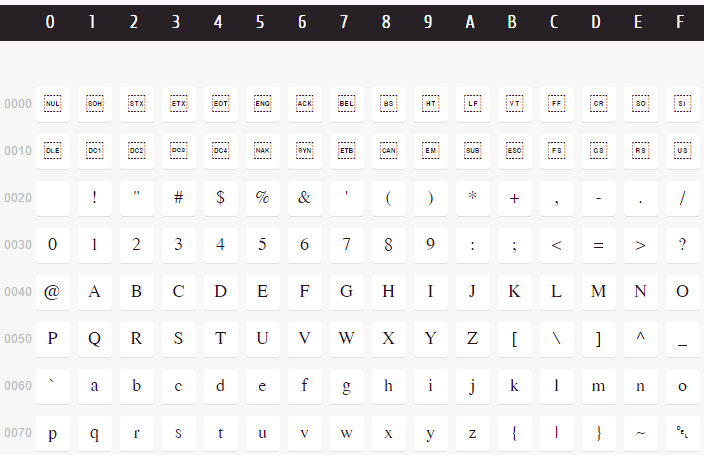 0 1 2 3 4 5 6 7 8 9 A B C D E F
0000 NUL SOH STX ETX EOT ENQ ACK BEL BS HT LF VT FF CR SO SI
0010 DLE DC1 DC2 DC3 DC4 NAK SYN ETB CAN EM SUB ESC FS GS RS US
0020 ! " # $ % & ' ( ) * + , - . /
0030 0 1 2 3 4 5 6 7 8 9 : ; < = > ?
0040 @ A B C D E F G H I J K L M N O
0050 P Q R S T U V W X Y Z [ \ ] ^ _
0060 ` a b c d e f g h i j k l m n o
0070 p q r s t u v w x y z { | } ~ DEL